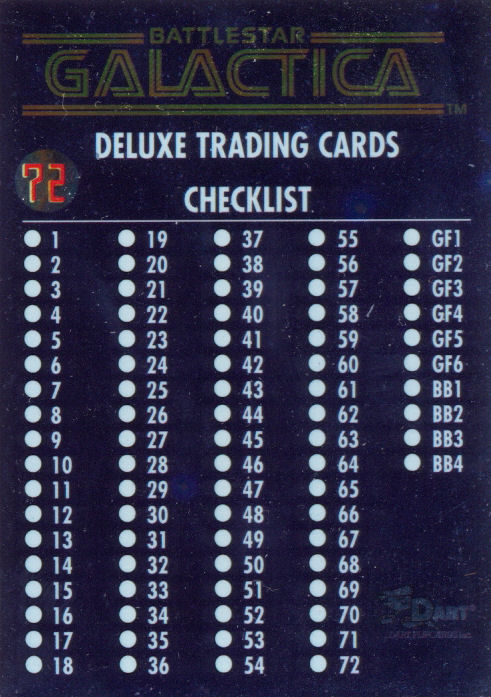 BATTLESTAR
GALACTICA™
DELUXE TRADING CARDS
72
CHECKLIST
1 19 37 55 GF1
2 20 38 56 GF2
3 21 39 57 GF3
4 22 40 58 GF4
5 23 41 59 GF5
6 24 42 60 GF6
7 25 43 61 BB1
8 26 44 62 BB2
9 27 45 63 BB3
10 28 46 64 BB4
11 29 47 65
12 30 48 66
13 31 49 67
14 32 50 68
15 33 51 69
16 34 52 70
17 35 53 71
18 36 54 72
DART